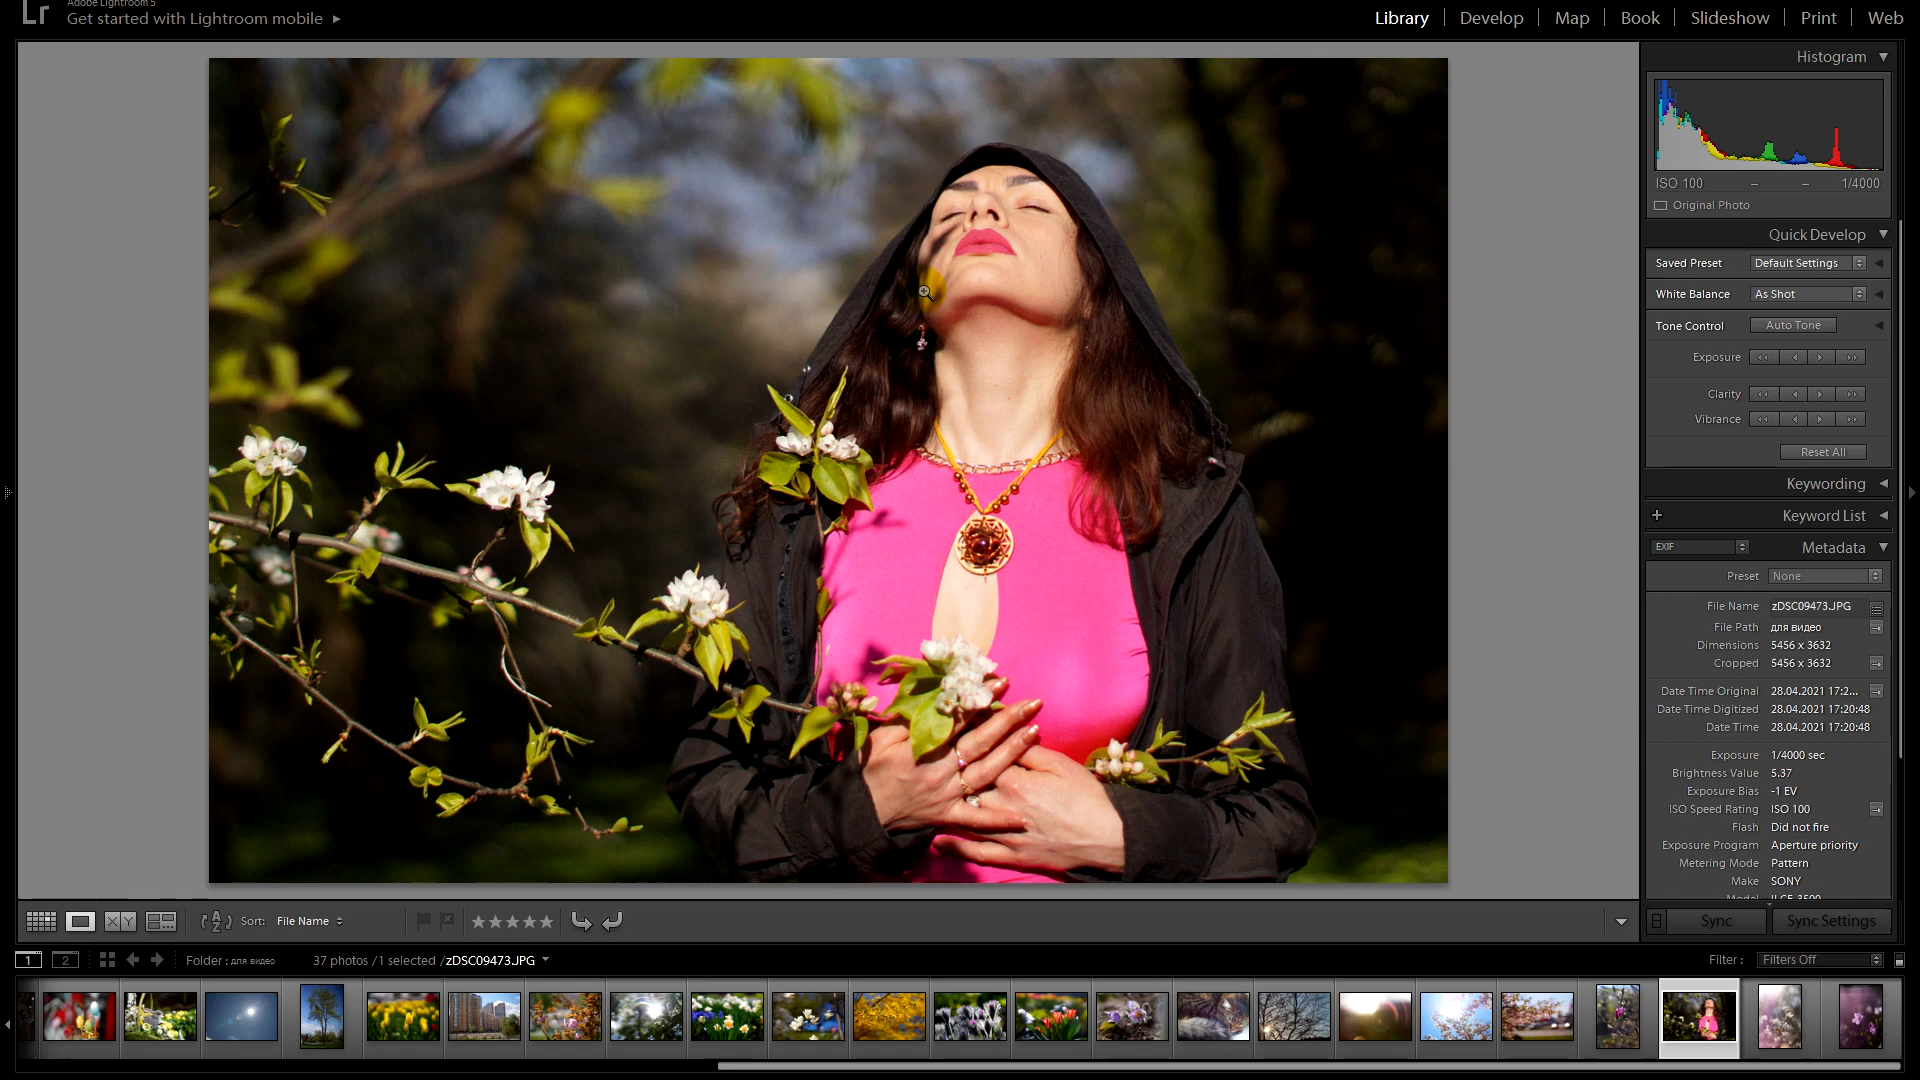 Lr
Adobe Lightroom 5
Get started with Lightroom mobile
Library
Develop
Map
Book
Slideshow
Print
Web
Histogram
ISO 100 – – 1/4000
Original Photo
Quick Develop
Saved Preset Default Settings
White Balance As Shot
Tone Control Auto Tone
Exposure
Clarity
Vibrance
Reset All
Keywording
Keyword List
EXIF Metadata
Preset None
File Name zDSC09473.JPG
File Path для видео
Dimensions 5456 x 3632
Cropped 5456 x 3632
Date Time Original 28.04.2021 17:2...
Date Time Digitized 28.04.2021 17:20:48
Date Time 28.04.2021 17:20:48
Exposure 1/4000 sec
Brightness Value 5.37
Exposure Bias -1 EV
ISO Speed Rating ISO 100
Flash Did not fire
Exposure Program Aperture priority
Metering Mode Pattern
Make SONY
Sync
Sync Settings
X Y
A
Z
Sort: File Name
1
2
Folder : для видео
37 photos / 1 selected / zDSC09473.JPG
Filter : Filters Off